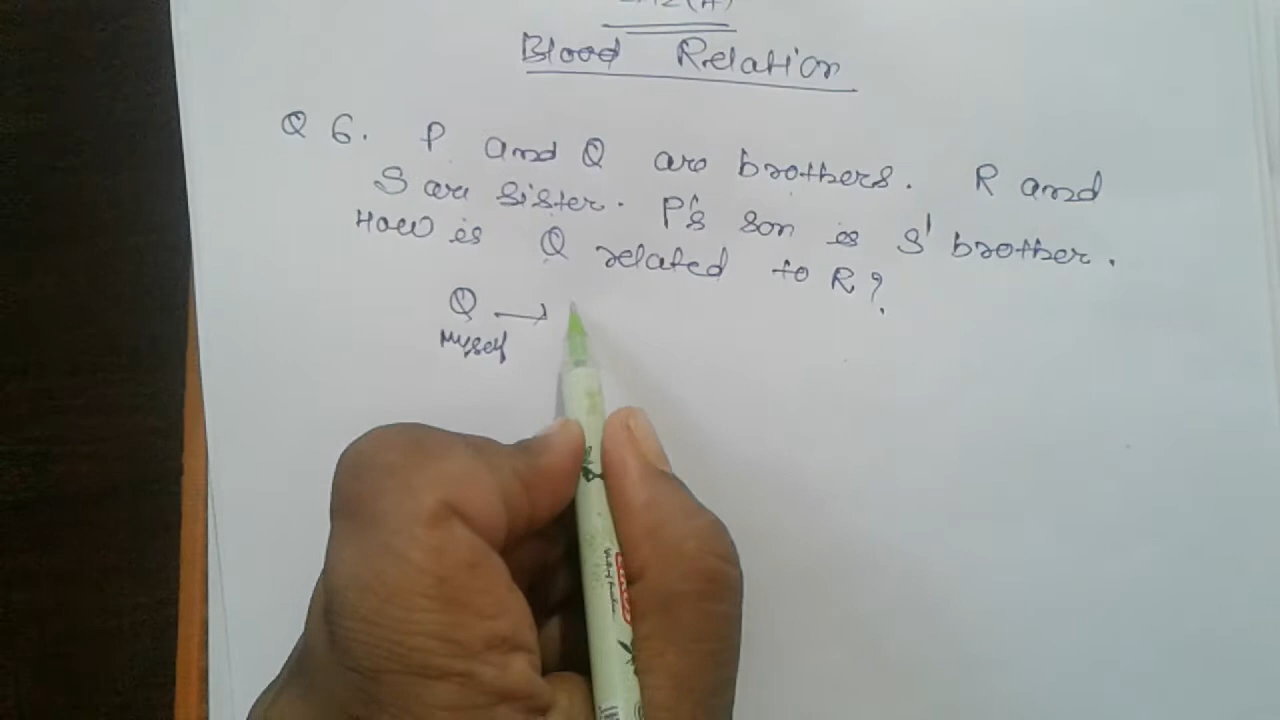 Blood Relation
Q 6. P and Q are brothers. R and
S are sister. P's son is S' brother.
How is Q related to R?
Q →
Myself